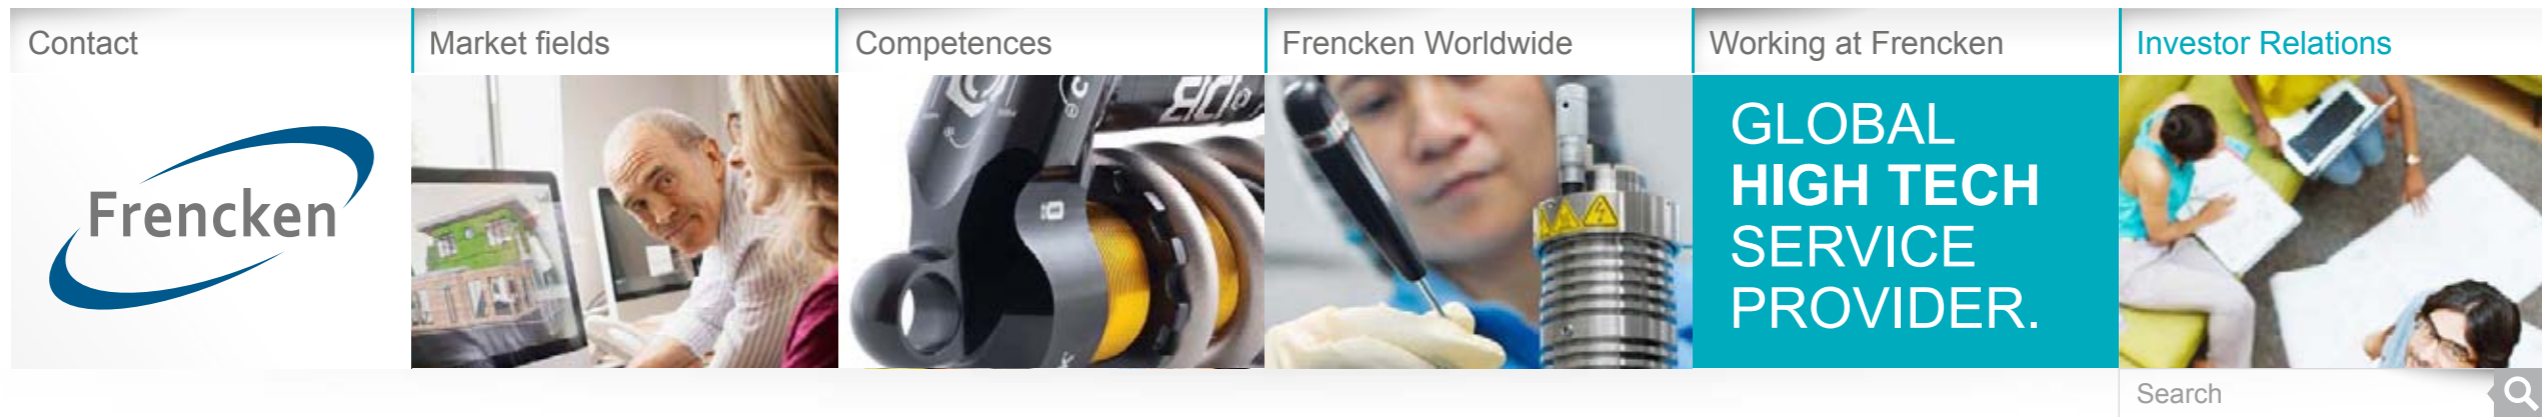 Contact
Market fields
Competences
Frencken Worldwide
Working at Frencken
Investor Relations
Frencken
GLOBAL
HIGH TECH
SERVICE
PROVIDER.
Search